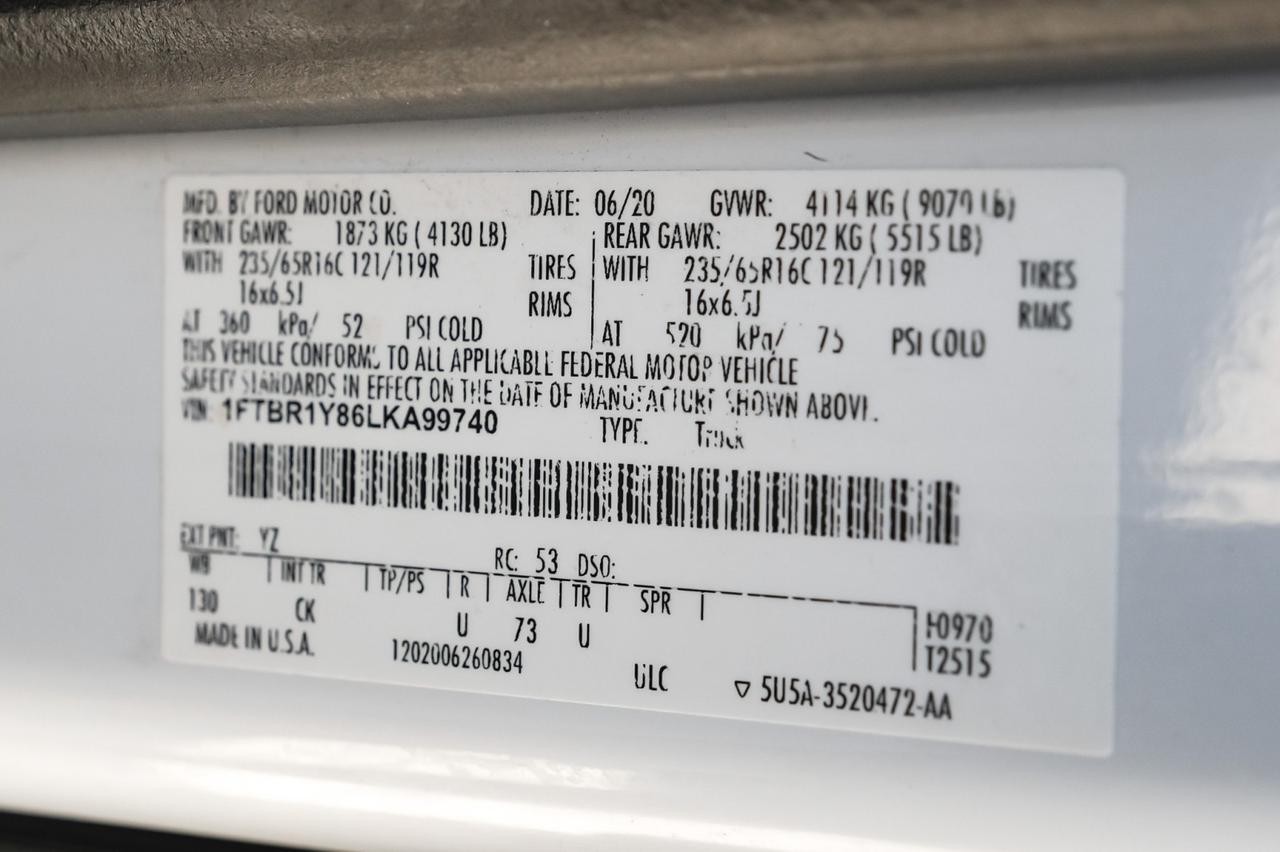 MFD. BY FORD MOTOR CO. DATE: 06/20 GVWR: 4114 KG ( 9070 Lb)
FRONT GAWR: 1873 KG ( 4130 LB) REAR GAWR: 2502 KG ( 5515 LB)
WITH 235/65R16C 121/119R TIRES WITH 235/65R16C 121/119R TIRES
16x6.5J RIMS 16x6.5J RIMS
AT 360 kPa/ 52 PSI COLD AT 520 kPa/ 75 PSI COLD
THIS VEHICLE CONFORMS TO ALL APPLICABLE FEDERAL MOTOR VEHICLE
SAFETY STANDARDS IN EFFECT ON THE DATE OF MANUFACTURE SHOWN ABOVE.
VIN: 1FTBR1Y86LKA99740 TYPE: Truck
EXT PNT: YZ RC: 53 DSO:
WB | INT TR | TP/PS | R | AXLE | TR | SPR |
130 CK U 73 U F0970
T2515
MADE IN U.S.A. 1202006260834 ULC ▽ 5U5A-3520472-AA